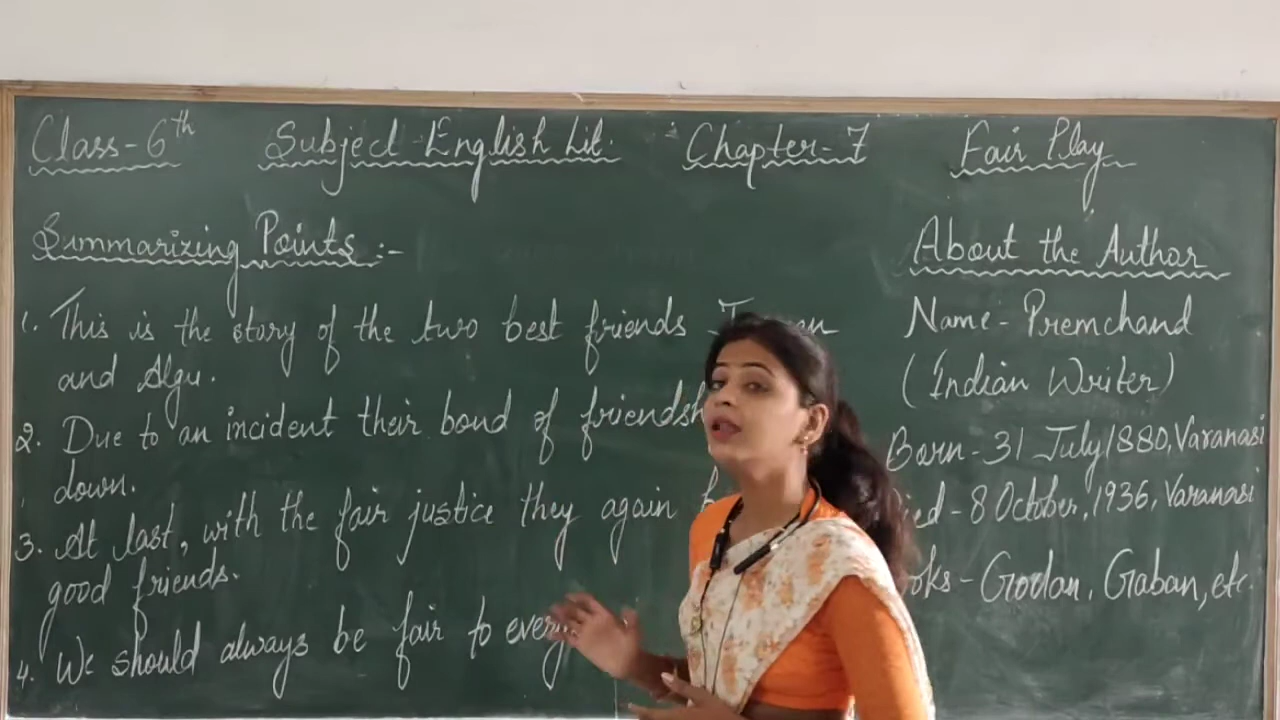 Class-6th Subject-English Lit. Chapter-7 Fair Play
Summarizing Points:-
1. This is the story of the two best friends
and Algu.
2. Due to an incident their bond of
down.
3. At last, with the fair justice they again
good friends.
4. We should always be fair to
About the Author
Name- Premchand
(Indian Writer)
Born-31 July 1880, Varanasi
- 8 October, 1936, Varanasi
- Godan, Gaban, etc.